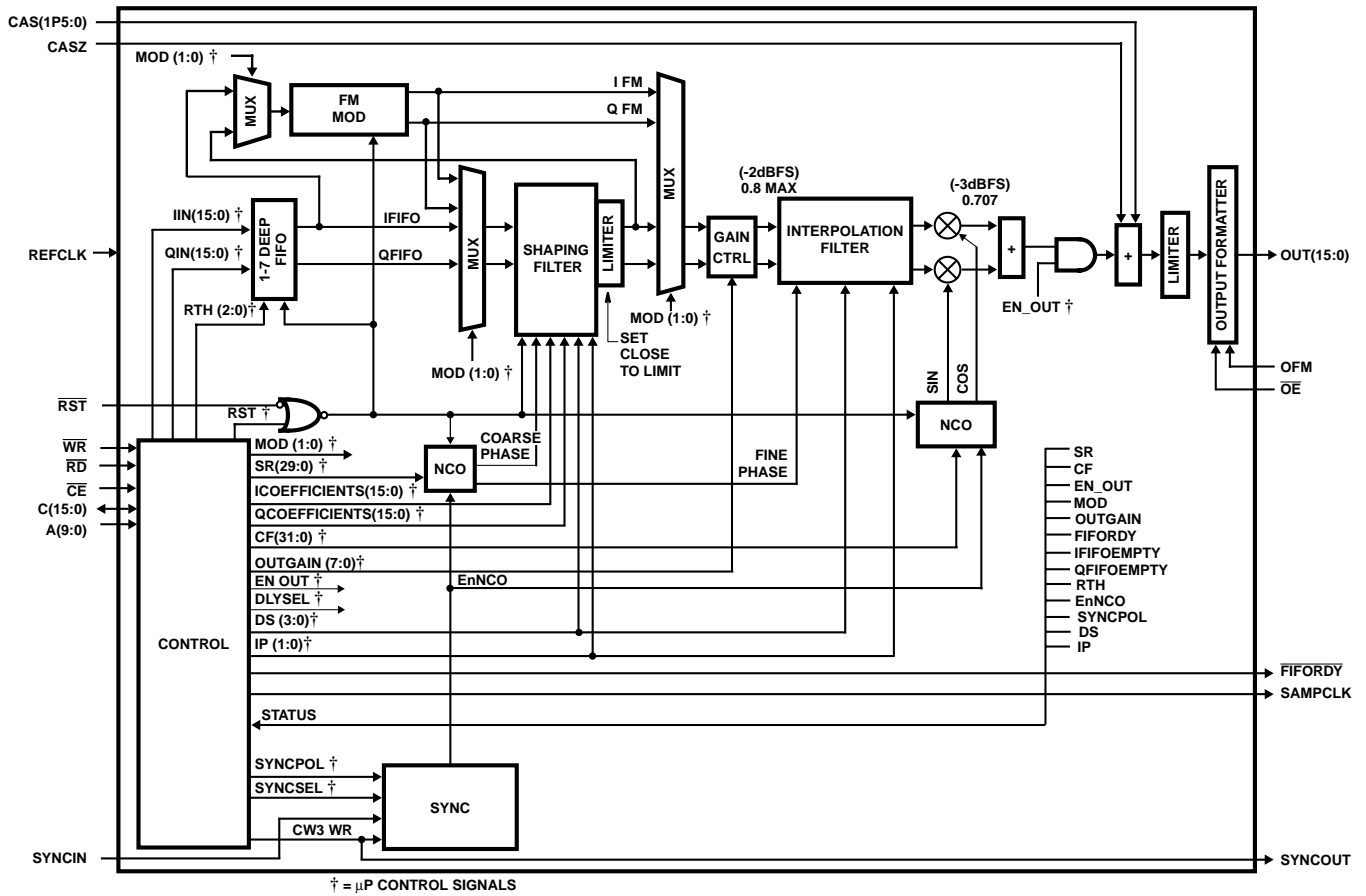 CAS(1P5:0)
CASZ
MOD (1:0) †
MUX
FM
MOD
I FM
Q FM
MUX
(-2dBFS)
0.8 MAX
(-3dBFS)
0.707
IIN(15:0) †
QIN(15:0) †
RTH (2:0)†
1-7 DEEP
FIFO
IFIFO
QFIFO
MUX
SHAPING
FILTER
LIMITER
GAIN
CTRL
INTERPOLATION
FILTER
+
+
LIMITER
OUTPUT FORMATTER
REFCLK
OUT(15:0)
EN_OUT †
MOD (1:0) †
SET
CLOSE
TO LIMIT
MOD (1:0) †
SIN
COS
OFM
OE
RST
RST †
NCO
WR
RD
CE
C(15:0)
A(9:0)
MOD (1:0) †
SR(29:0) †
NCO
COARSE
PHASE
FINE
PHASE
ICOEFFICIENTS(15:0) †
QCOEFFICIENTS(15:0) †
CF(31:0) †
OUTGAIN (7:0)†
EN OUT †
EnNCO
DLYSEL †
DS (3:0)†
IP (1:0)†
CONTROL
SR
CF
EN_OUT
MOD
OUTGAIN
FIFORDY
IFIFOEMPTY
QFIFOEMPTY
RTH
EnNCO
SYNCPOL
DS
IP
FIFORDY
SAMPCLK
STATUS
SYNCPOL †
SYNCSEL †
SYNC
CW3 WR
SYNCIN
SYNCOUT
† = µP CONTROL SIGNALS